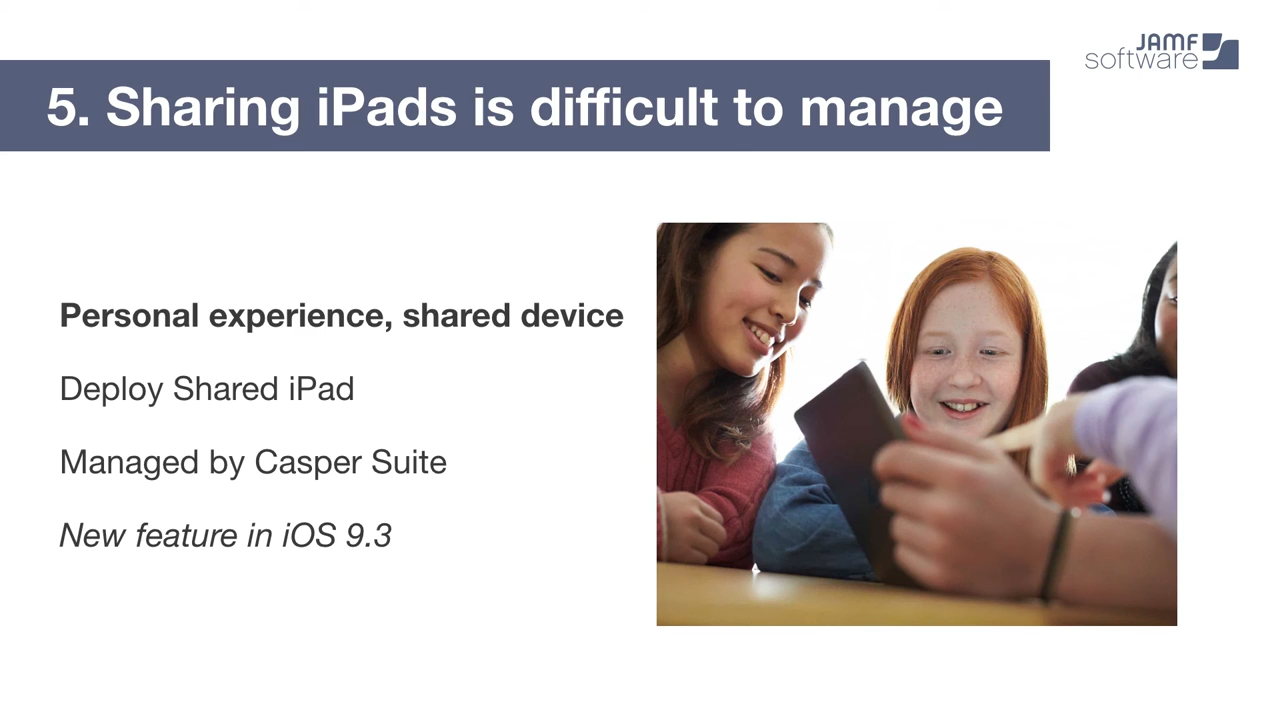 JAMF
software
5. Sharing iPads is difficult to manage
Personal experience, shared device
Deploy Shared iPad
Managed by Casper Suite
New feature in iOS 9.3